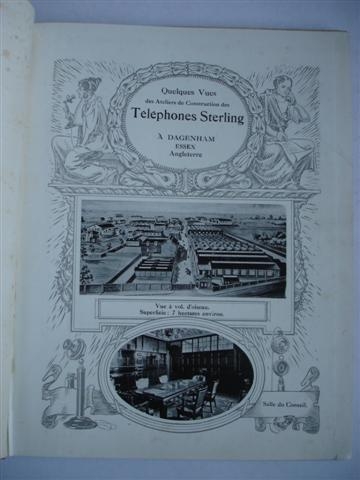 Quelques Vues
des Ateliers de Construction des
Telephones Sterling
À DAGENHAM
ESSEX
Angleterre
Vue à vol d'oiseau.
Superficie : 7 hectares environ.
Salle du Conseil.